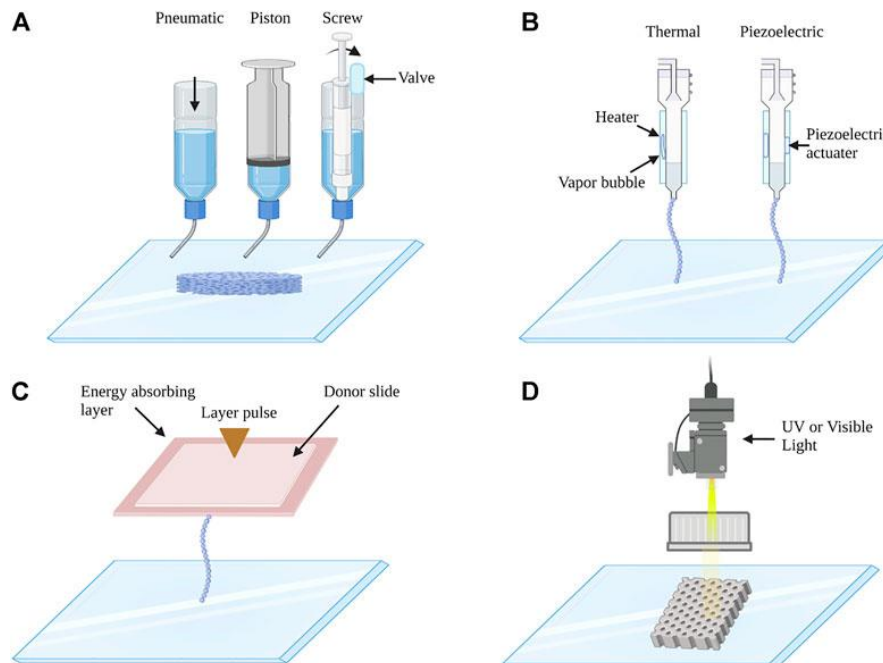 A
Pneumatic Piston Screw
Valve
B
Thermal Piezoelectric
Heater
Piezoelectric
actuater
Vapor bubble
C
Energy absorbing
layer
Layer pulse
Donor slide
D
UV or Visible
Light